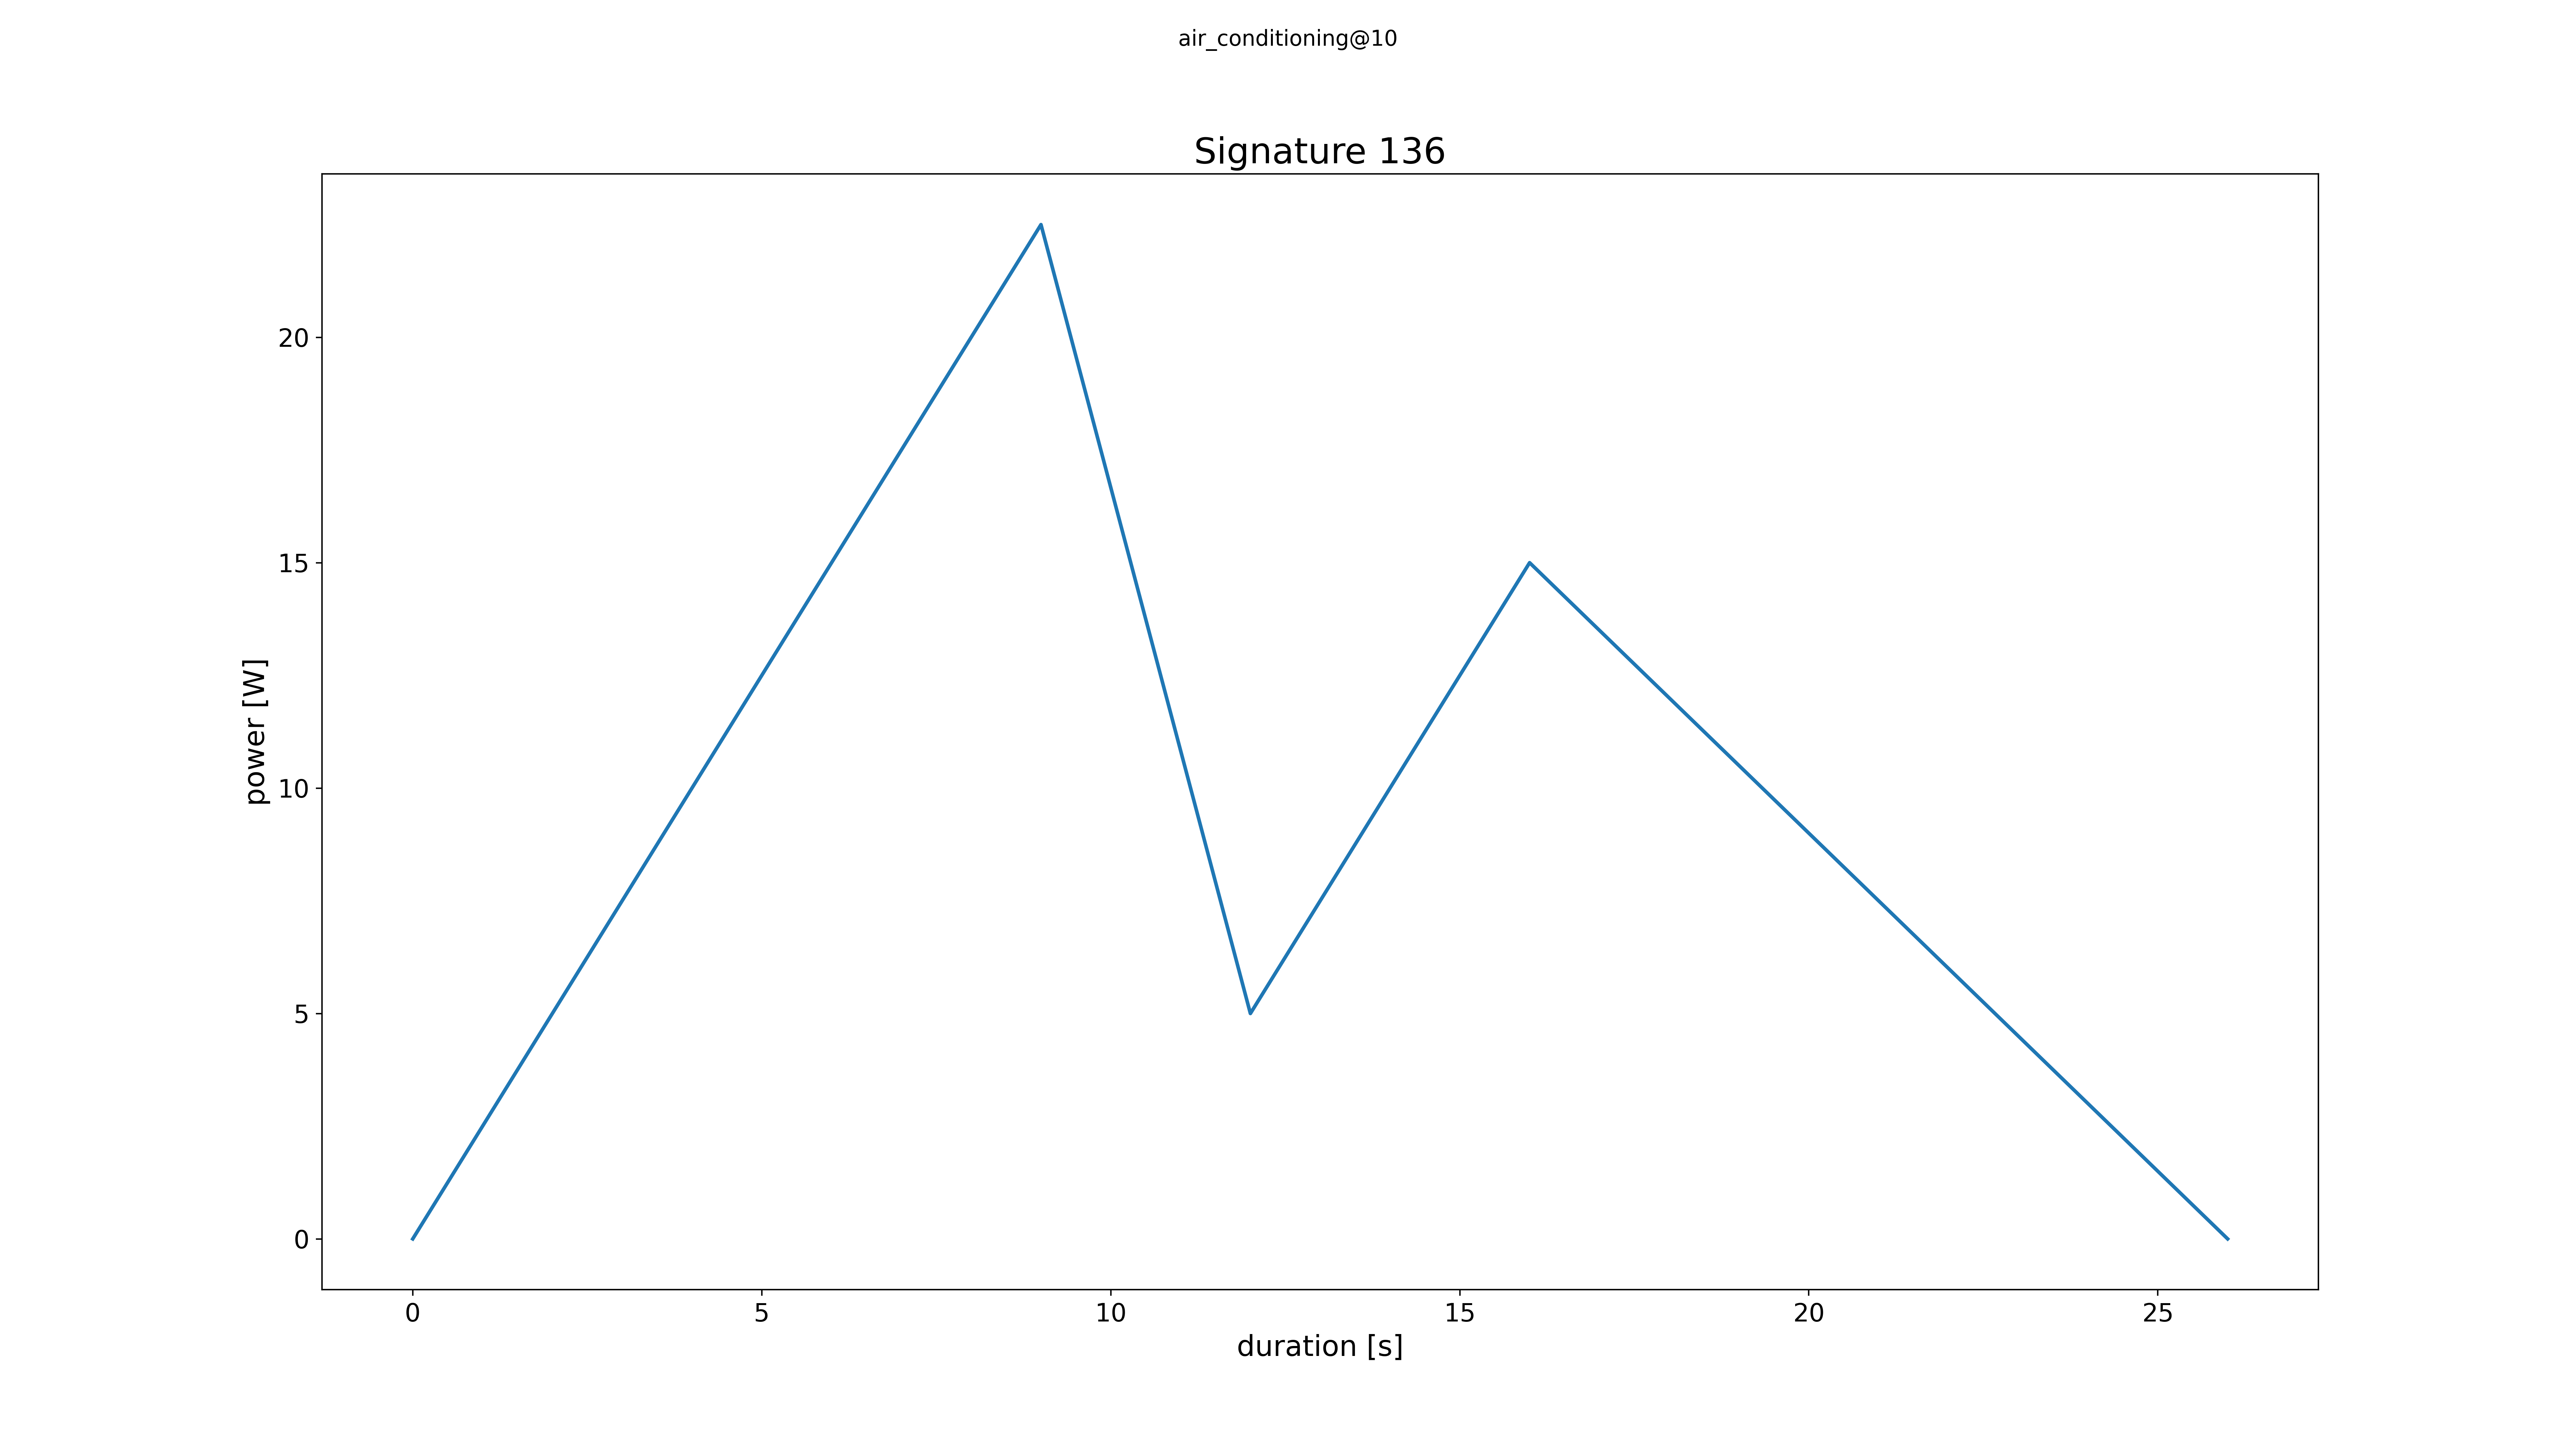 air_conditioning@10
Signature 136
power [W]
20
15
10
5
0
0 5 10 15 20 25
duration [s]